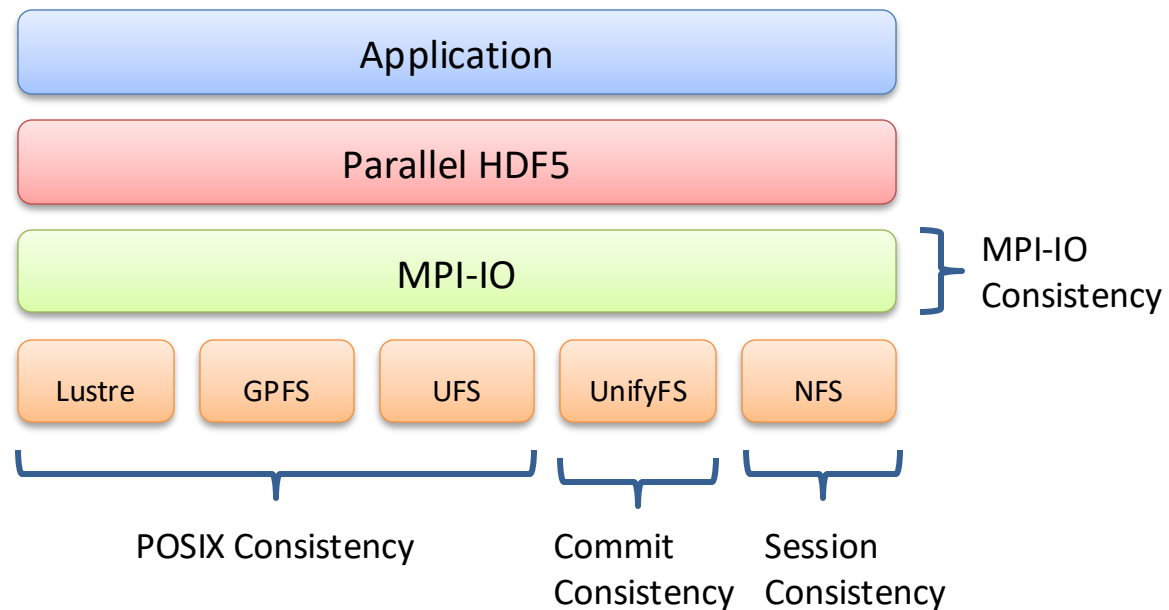 Application
Parallel HDF5
MPI-IO
MPI-IO
Consistency
Lustre
GPFS
UFS
UnifyFS
NFS
POSIX Consistency
Commit
Consistency
Session
Consistency